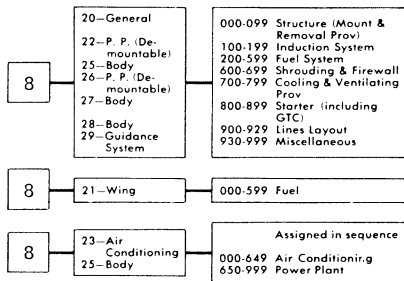 8
20—General
22—P. P. (De-
mountable)
25—Body
26—P. P. (De-
mountable)
27—Body
28—Body
29—Guidance
System
000-099 Structure (Mount &
Removal Prov)
100-199 Induction System
200-599 Fuel System
600-699 Shrouding & Firewall
700-799 Cooling & Ventilating
Prov
800-899 Starter (including
GTC)
900-929 Lines Layout
930-999 Miscellaneous
8
21—Wing
000-599 Fuel
8
23—Air
Conditioning
25—Body
Assigned in sequence
000-649 Air Conditionir.g
650-999 Power Plant